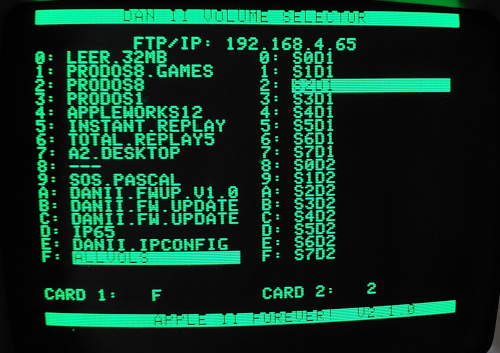 DAN II VOLUME SELECTOR
FTP/IP: 192.168.4.65
0: LEER.32MB 0: S0D1
1: PRODOS8.GAMES 1: S1D1
2: PRODOS8 2: S2D1
3: PRODOS1 3: S3D1
4: APPLEWORKS12 4: S4D1
5: INSTANT.REPLAY 5: S5D1
6: TOTAL.REPLAY5 6: S6D1
7: A2.DESKTOP 7: S7D1
8: --- 8: S0D2
9: SOS.PASCAL 9: S1D2
A: DANII.FWUP.V1.0 A: S2D2
B: DANII.FW.UPDATE B: S3D2
C: DANII.FW.UPDATE C: S4D2
D: IP65 D: S5D2
E: DANII.IPCONFIG E: S6D2
F: ALLVOLS F: S7D2
CARD 1: F CARD 2: 2
APPLE II FOREVER! V2.1.0